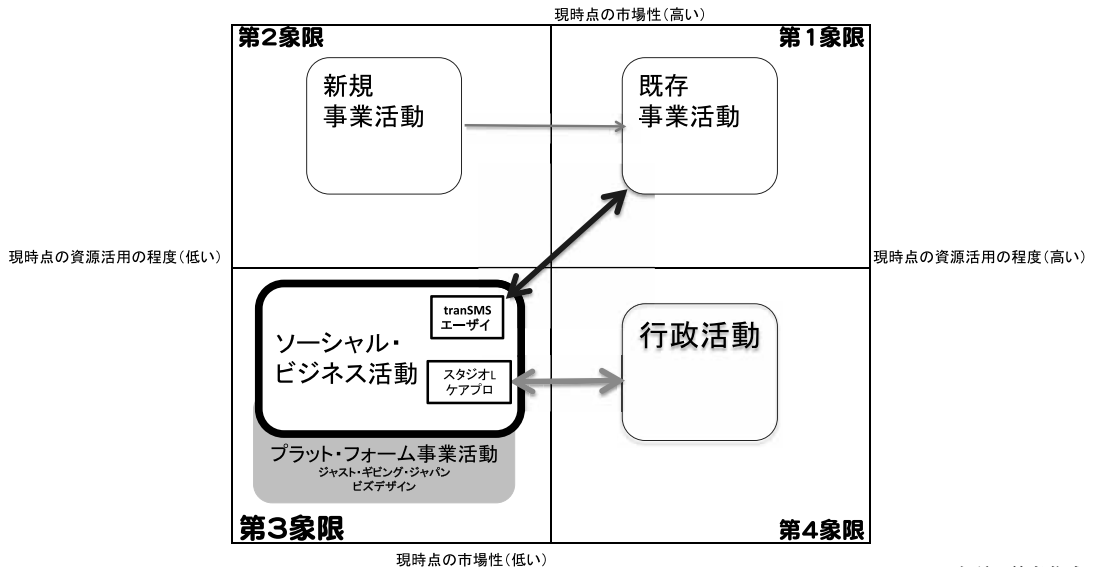 現時点の市場性(高い)
第2象限
第1象限
新規
事業活動
既存
事業活動
現時点の資源活用の程度(低い)
現時点の資源活用の程度(高い)
tranSMS
エーザイ
ソーシャル・
ビジネス活動
スタジオL
ケアプロ
行政活動
プラット・フォーム事業活動
ジャスト・ギビング・ジャパン
ビズデザイン
第3象限
第4象限
現時点の市場性(低い)